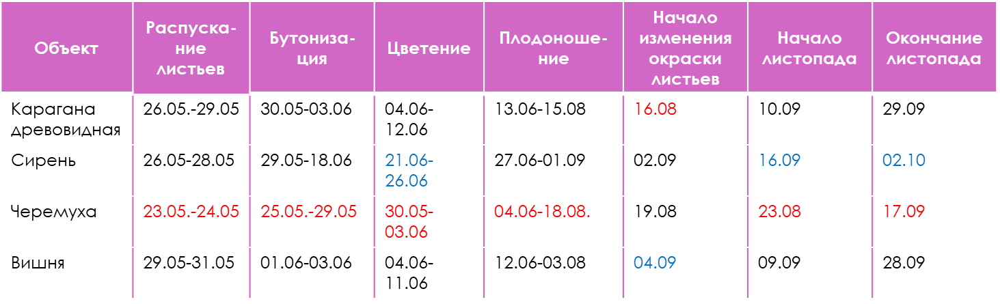 Объект
Распуска-
ние
листьев
Бутониза-
ция
Цветение
Плодоноше-
ние
Начало
изменения
окраски
листьев
Начало
листопада
Окончание
листопада
Карагана
древовидная
26.05.-29.05
30.05-03.06
04.06-
12.06
13.06-15.08
16.08
10.09
29.09
Сирень
26.05-28.05
29.05-18.06
21.06-
26.06
27.06-01.09
02.09
16.09
02.10
Черемуха
23.05.-24.05
25.05.-29.05
30.05-
03.06
04.06-18.08.
19.08
23.08
17.09
Вишня
29.05-31.05
01.06-03.06
04.06-
11.06
12.06-03.08
04.09
09.09
28.09